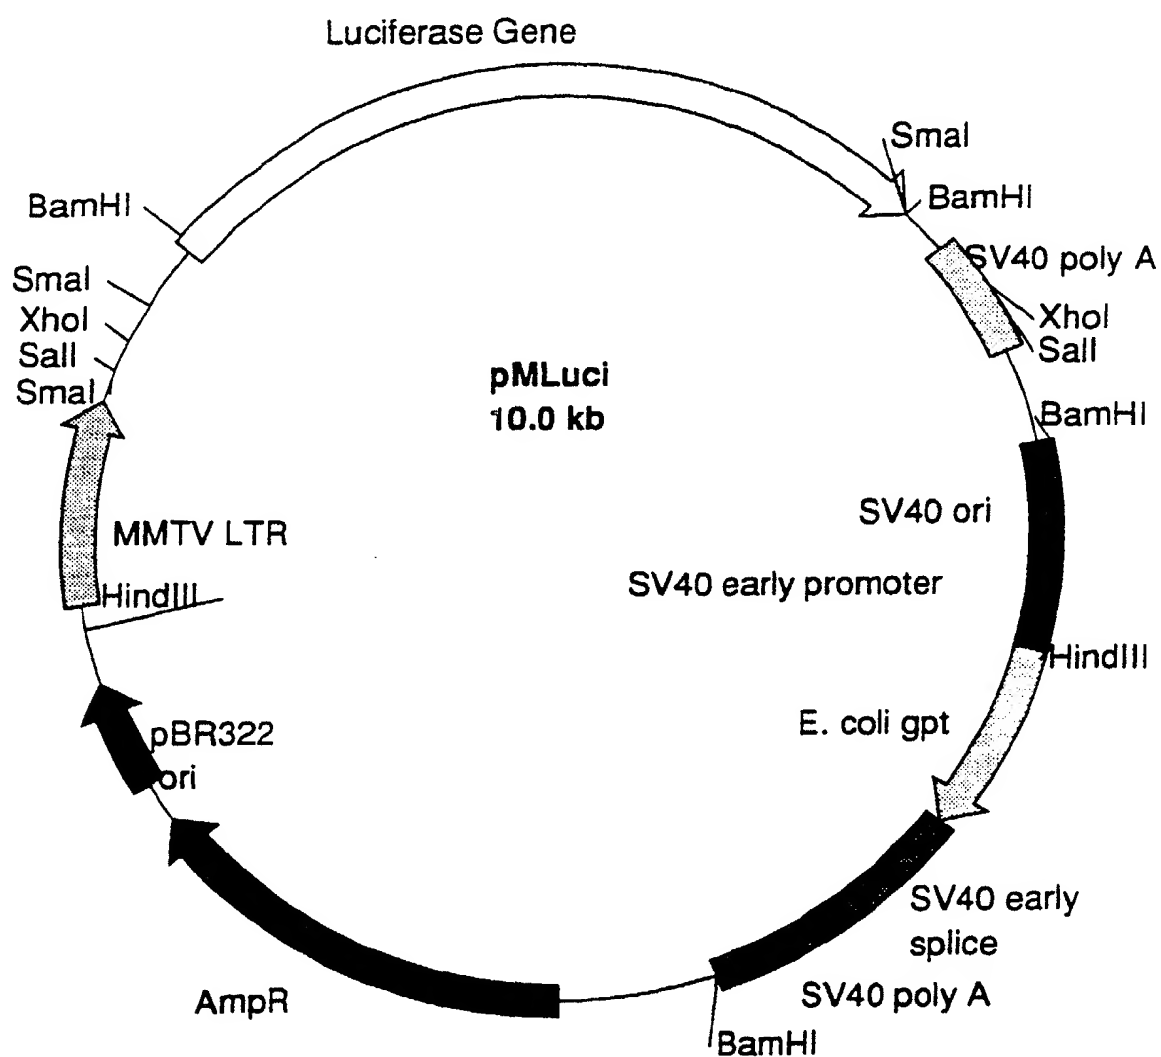 Luciferase Gene
SmaI
BamHI
BamHI
SV40 poly A
SmaI
XhoI
XhoI
SalI
SalI
SmaI
pMLuci
10.0 kb
BamHI
SV40 ori
MMTV LTR
SV40 early promoter
HindIII
HindIII
E. coli gpt
pBR322
ori
SV40 early
splice
SV40 poly A
AmpR
BamHI